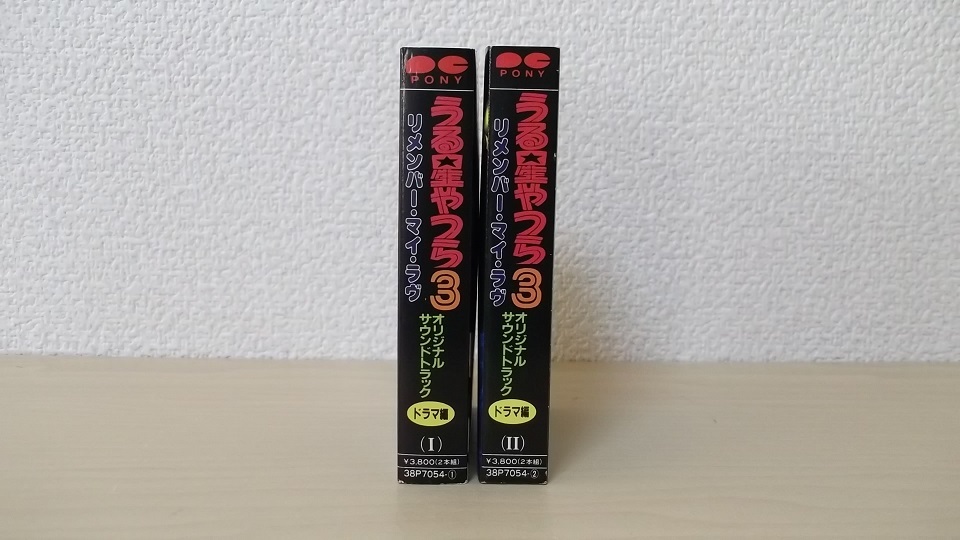 PONY
うる星やつら3
リメンバー・マイ・ラヴ
オリジナル
サウンドトラック
ドラマ編
(I)
¥3,800(2本組)
38P7054-①
PONY
うる星やつら3
リメンバー・マイ・ラヴ
オリジナル
サウンドトラック
ドラマ編
(II)
¥3,800(2本組)
38P7054-②